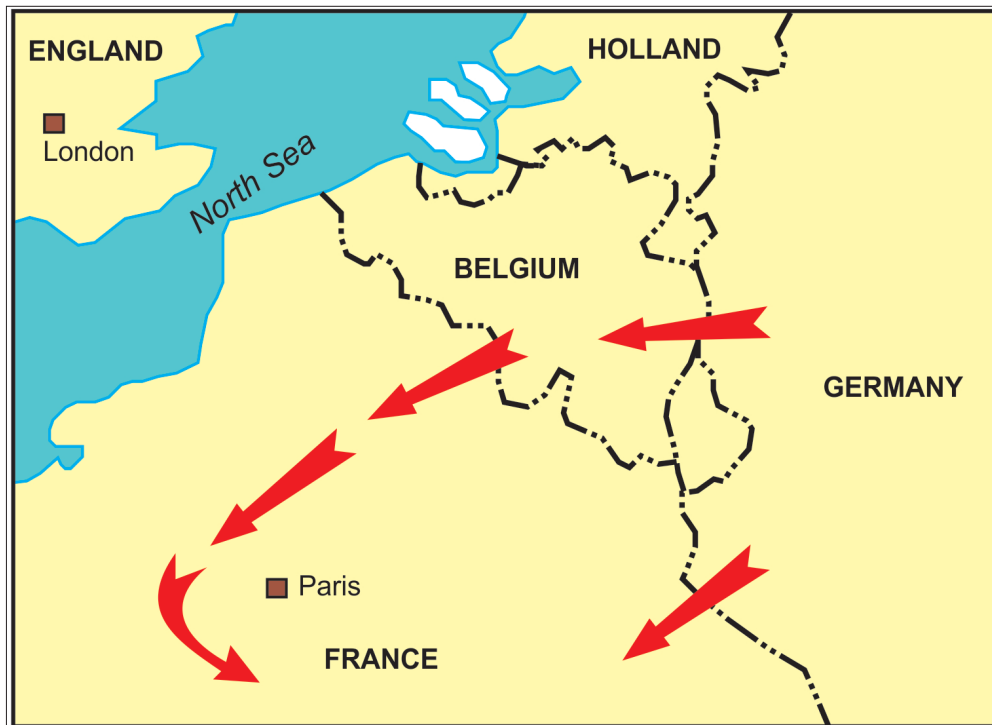 ENGLAND
HOLLAND
London
North Sea
BELGIUM
GERMANY
Paris
FRANCE